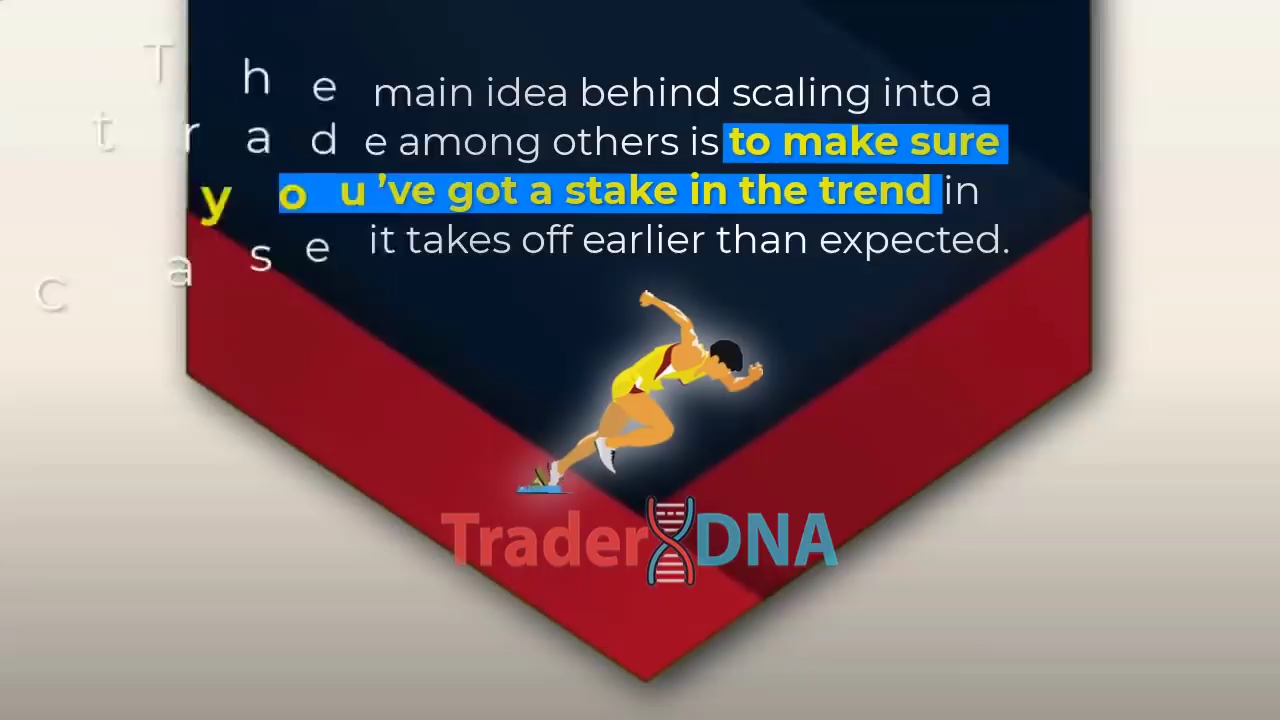 The main idea behind scaling into a
trade among others is to make sure
you've got a stake in the trend in
case it takes off earlier than expected.
TraderDNA